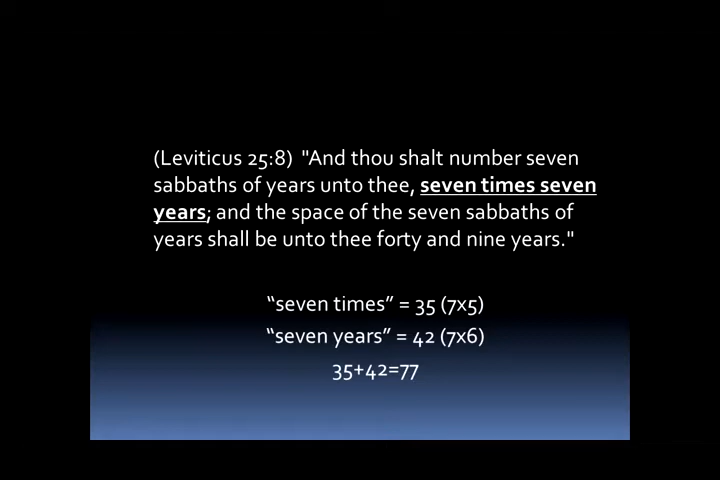 (Leviticus 25:8) "And thou shalt number seven
sabbaths of years unto thee, seven times seven
years; and the space of the seven sabbaths of
years shall be unto thee forty and nine years."
“seven times” = 35 (7x5)
“seven years” = 42 (7x6)
35+42=77